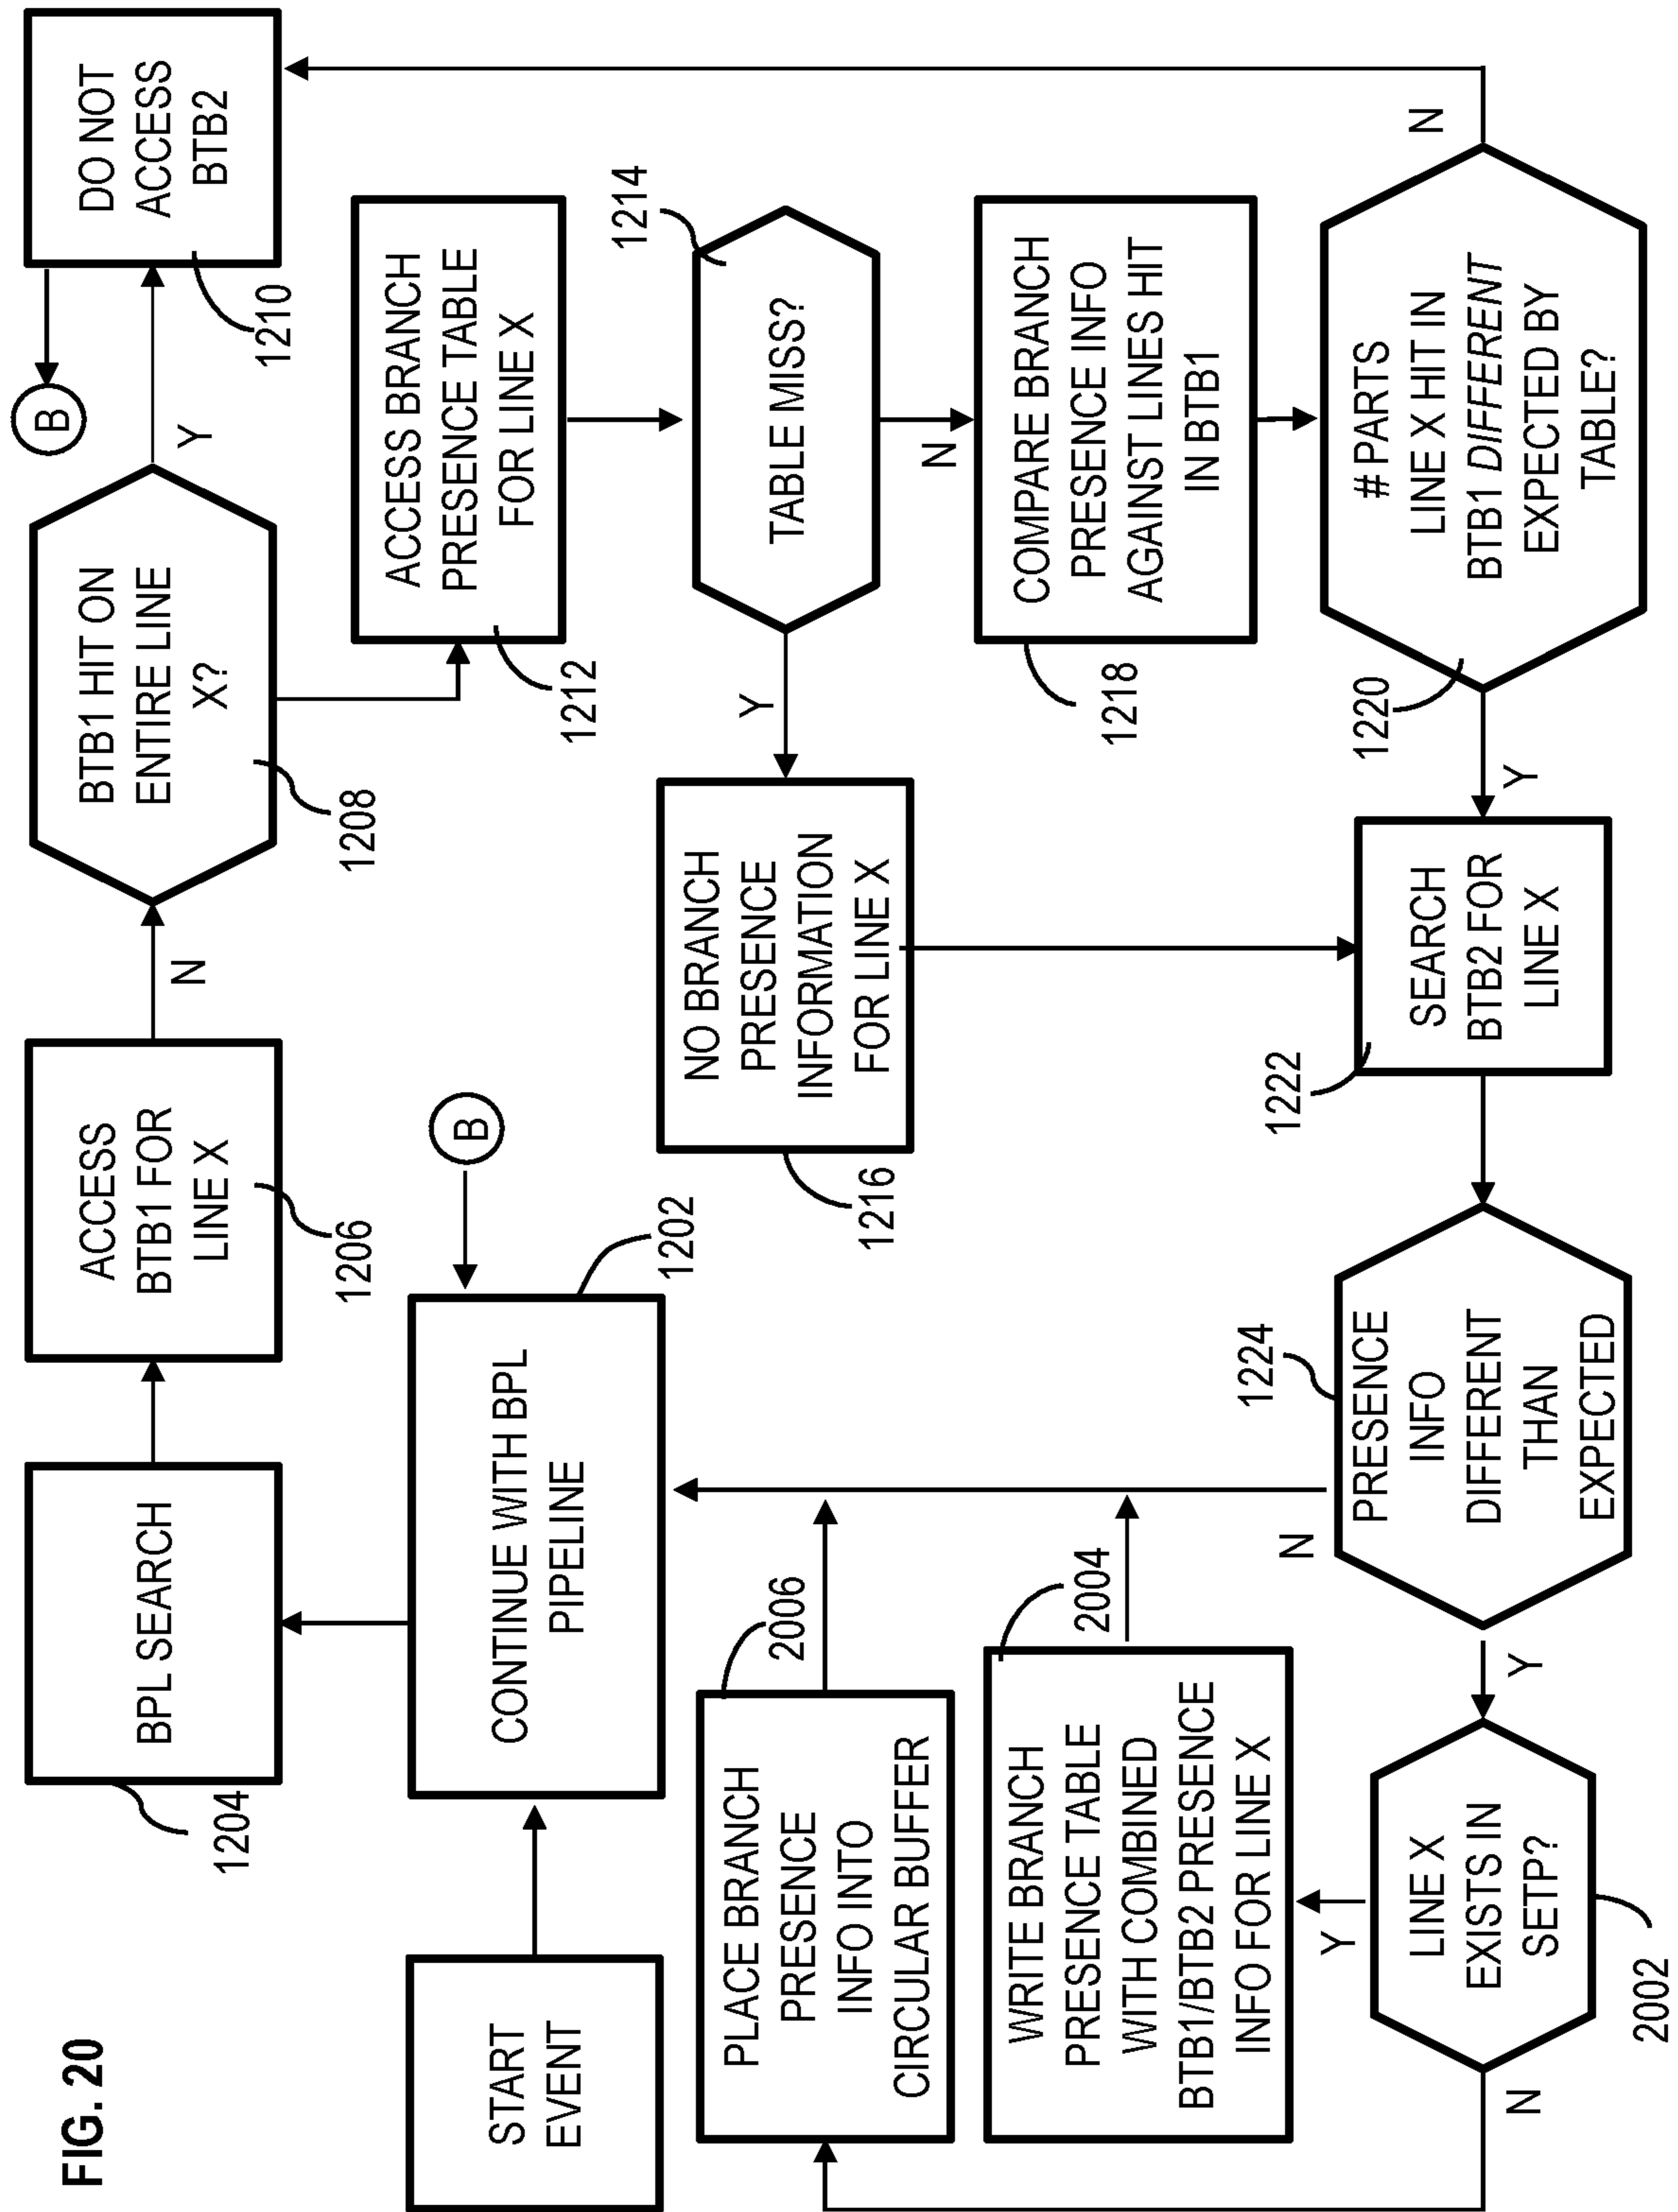 FIG. 20
START
EVENT
CONTINUE WITH BPL
PIPELINE
1202
B
BPL SEARCH
1204
ACCESS
BTB1 FOR
LINE X
1206
N
BTB1 HIT ON
ENTIRE LINE
X?
1208
Y
DO NOT
ACCESS
BTB2
1210
B
ACCESS BRANCH
PRESENCE TABLE
FOR LINE X
1212
TABLE MISS?
1214
Y
N
NO BRANCH
PRESENCE
INFORMATION
FOR LINE X
1216
COMPARE BRANCH
PRESENCE INFO
AGAINST LINES HIT
IN BTB1
1218
# PARTS
LINE X HIT IN
BTB1 DIFFERENT
EXPECTED BY
TABLE?
1220
N
Y
SEARCH
BTB2 FOR
LINE X
1222
PRESENCE
INFO
DIFFERENT
THAN
EXPECTED
1224
N
Y
LINE X
EXISTS IN
SETP?
2002
Y
N
WRITE BRANCH
PRESENCE TABLE
WITH COMBINED
BTB1/BTB2 PRESENCE
INFO FOR LINE X
2004
PLACE BRANCH
PRESENCE
INFO INTO
CIRCULAR BUFFER
2006